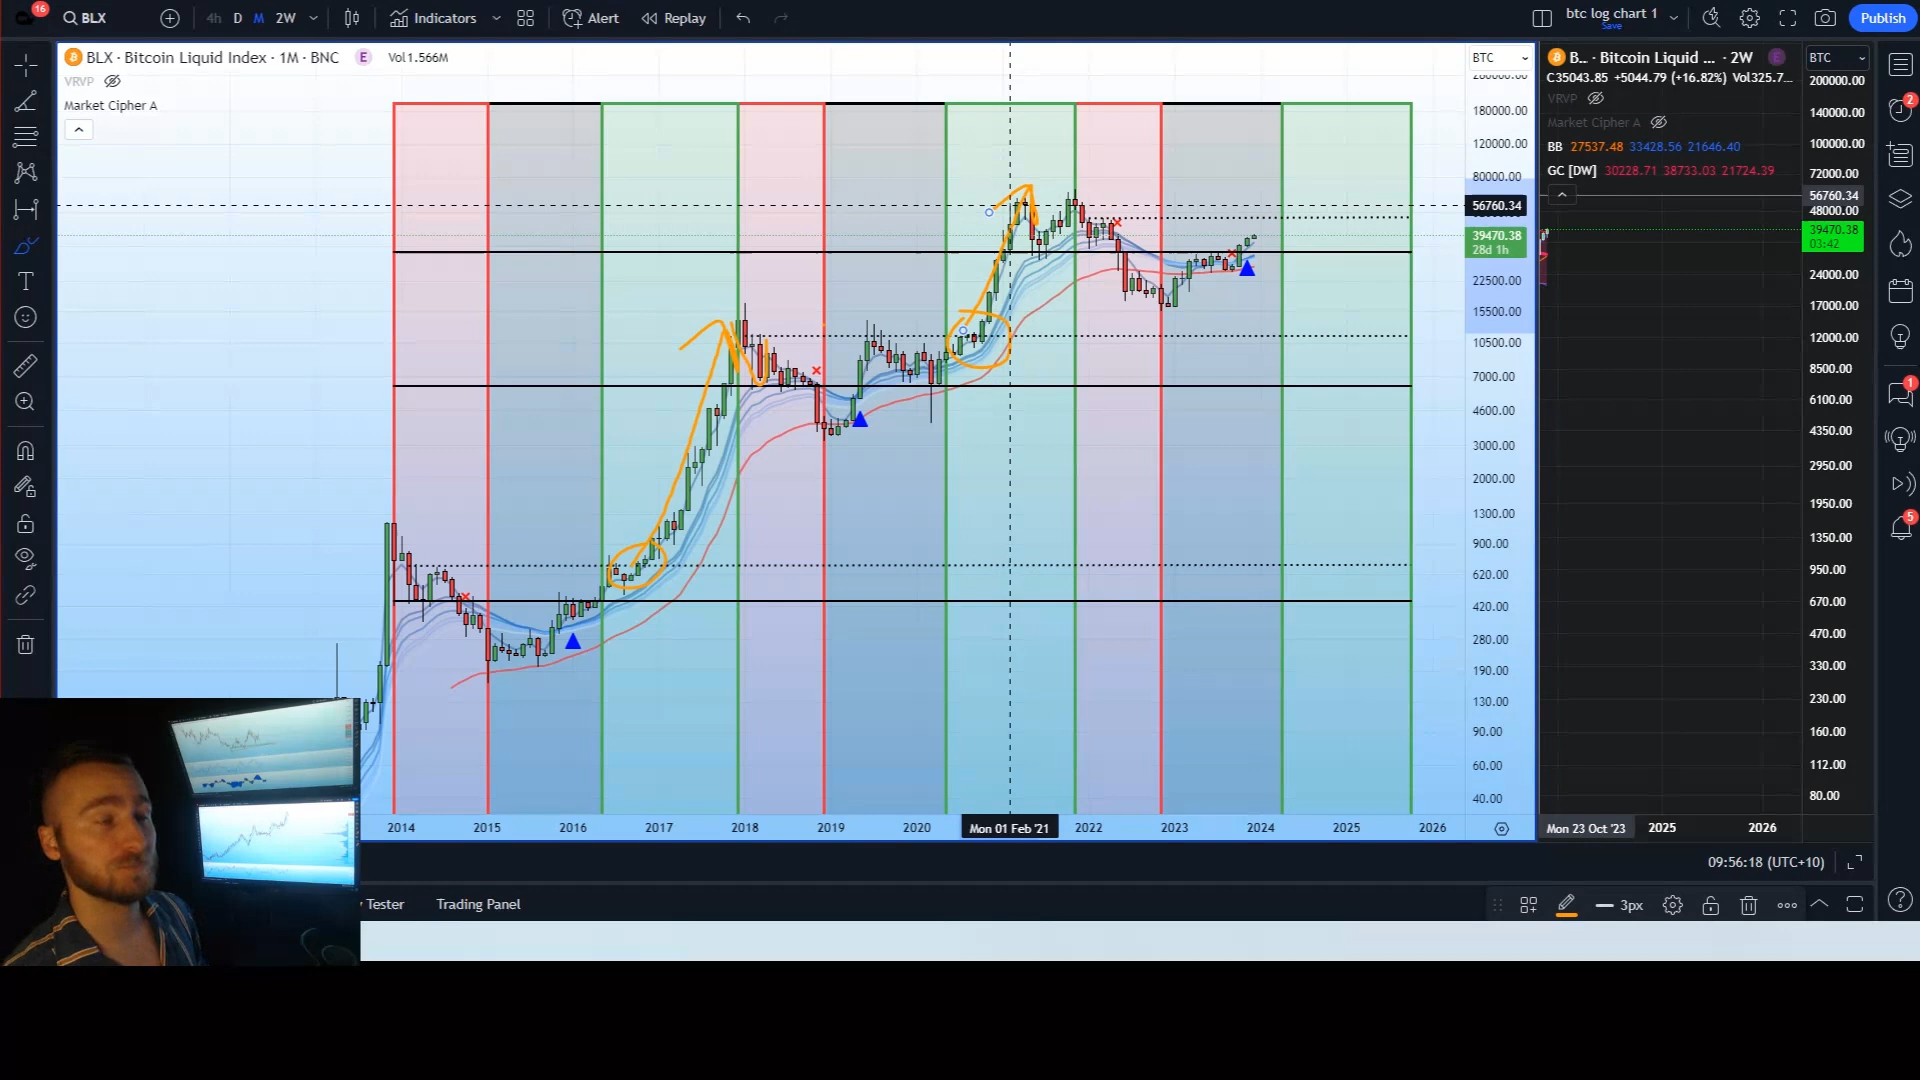 16
BLX
4h D M 2W
Indicators
Alert
Replay
btc log chart 1
Save
Publish
BLX · Bitcoin Liquid Index · 1M · BNC E Vol1.566M
VRVP
Market Cipher A
BTC
180000.00
120000.00
80000.00
56760.34
39470.38
28d 1h
22500.00
15500.00
10500.00
7000.00
4600.00
3000.00
2000.00
1300.00
900.00
620.00
420.00
280.00
190.00
130.00
90.00
60.00
40.00
2014 2015 2016 2017 2018 2019 2020 Mon 01 Feb '21 2022 2023 2024 2025 2026
B... · Bitcoin Liquid ... · 2W E
C35043.85 +5044.79 (+16.82%) Vol325.7...
VRVP
Market Cipher A
BB 27537.48 33428.56 21646.40
GC [DW] 30228.71 38733.03 21724.39
BTC
200000.00
140000.00
100000.00
72000.00
56760.34
48000.00
39470.38
03:42
24000.00
17000.00
12000.00
8500.00
6100.00
4350.00
2950.00
1950.00
1350.00
950.00
670.00
470.00
330.00
230.00
160.00
112.00
80.00
Mon 23 Oct '23 2025 2026
2
1
5
09:56:18 (UTC+10)
Tester
Trading Panel
3px